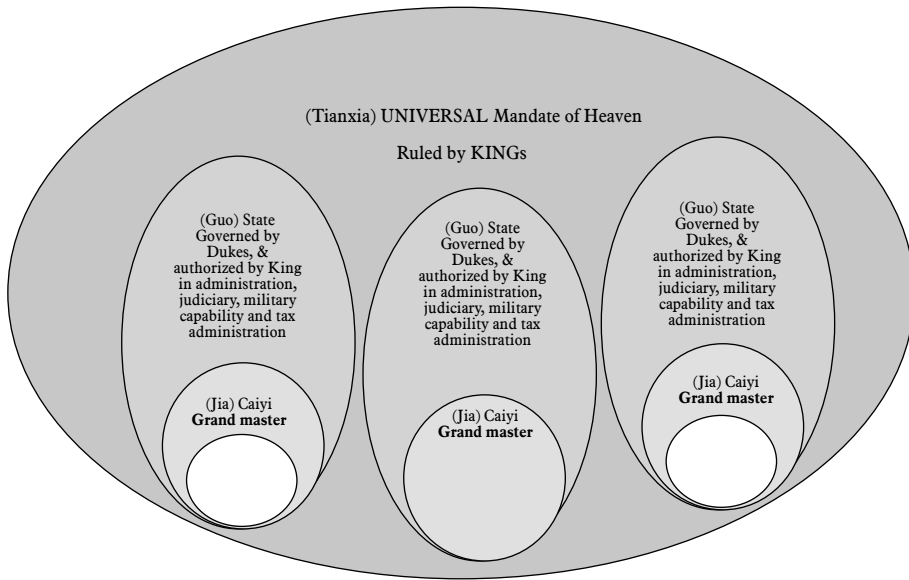 (Tianxia) UNIVERSAL Mandate of Heaven
Ruled by KINGs
(Guo) State
Governed by
Dukes, &
authorized by King
in administration,
judiciary, military
capability and tax
administration
(Jia) Caiyi
Grand master
(Guo) State
Governed by
Dukes, &
authorized by King
in administration,
judiciary, military
capability and tax
administration
(Jia) Caiyi
Grand master
(Guo) State
Governed by
Dukes, &
authorized by King
in administration,
judiciary, military
capability and tax
administration
(Jia) Caiyi
Grand master